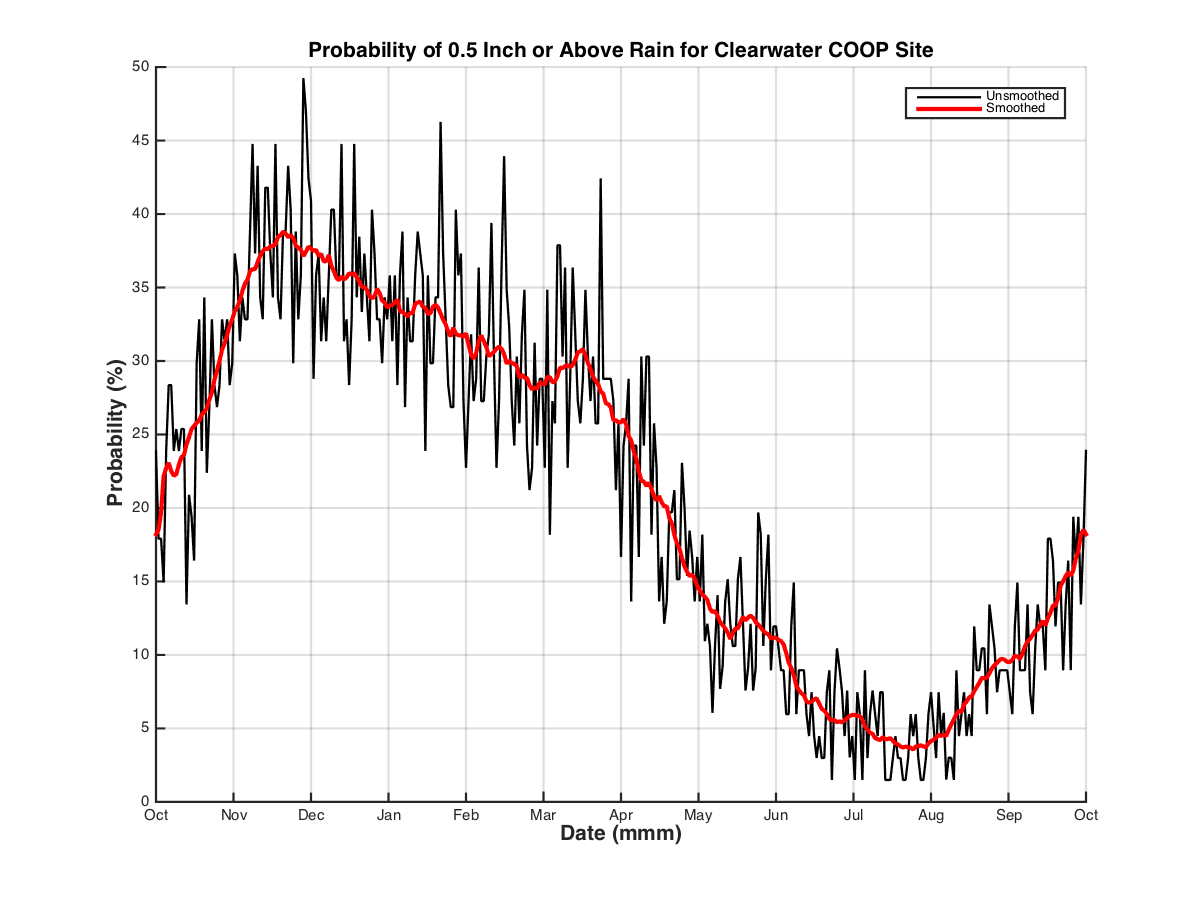 Probability of 0.5 Inch or Above Rain for Clearwater COOP Site
50
45
40
35
30
25
20
15
10
5
0
Probability (%)
Unsmoothed
Smoothed
Oct Nov Dec Jan Feb Mar Apr May Jun Jul Aug Sep Oct
Date (mmm)